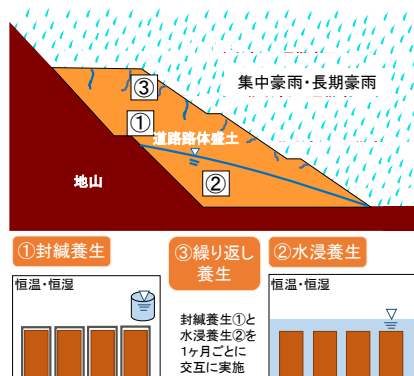 集中豪雨・長期豪雨
③
①
道路路体盛土
②
地山
①封緘養生
③繰り返し
養生
②水浸養生
恒温・恒湿
封緘養生①と
水浸養生②を
1ヶ月ごとに
交互に実施
恒温・恒湿